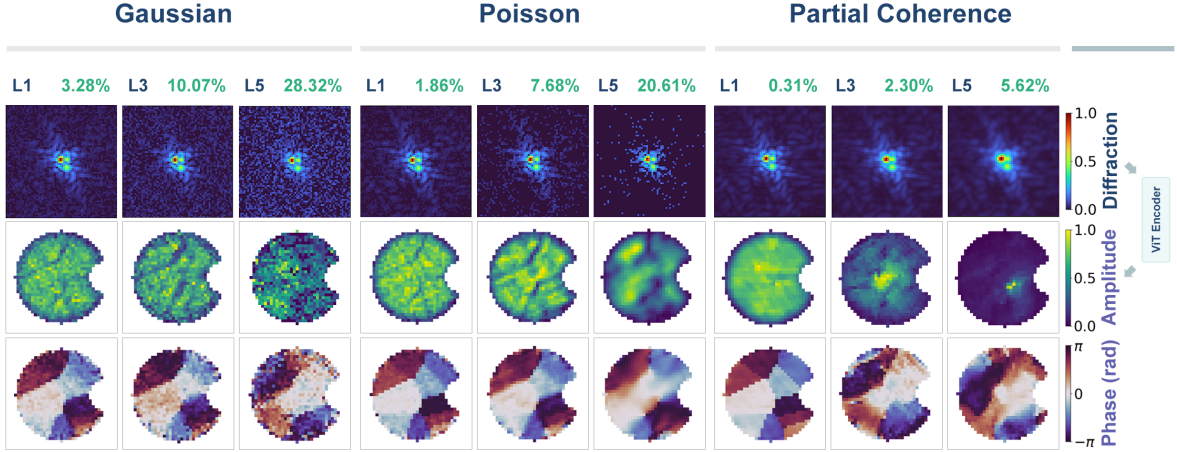 Gaussian Poisson Partial Coherence
L1 3.28% L3 10.07% L5 28.32% L1 1.86% L3 7.68% L5 20.61% L1 0.31% L3 2.30% L5 5.62%
1.0
0.5
0.0
Diffraction
ViT Encoder
1.0
0.5
0.0
Amplitude
π
0
−π
Phase (rad)